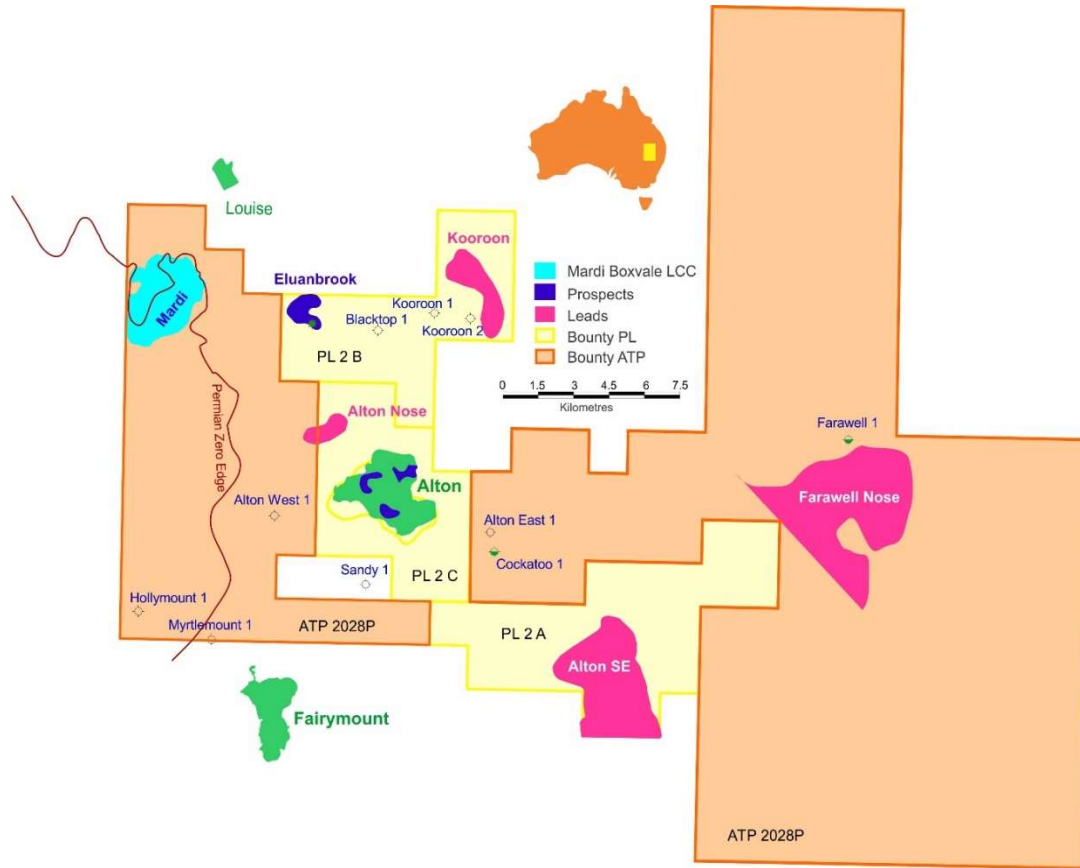 Louise
Kooroon
Mardi Boxvale LCC
Prospects
Leads
Bounty PL
Bounty ATP
0 1.5 3 4.5 6 7.5
Kilometres
Eluanbrook
Mardi
Kooroon 1
Blacktop 1
Kooroon 2
PL 2 B
Permian Zero Edge
Alton Nose
Farawell 1
Alton
Farawell Nose
Alton West 1
Alton East 1
Cockatoo 1
Sandy 1
PL 2 C
Hollymount 1
Myrtlemount 1
ATP 2028P
PL 2 A
Alton SE
Fairymount
ATP 2028P